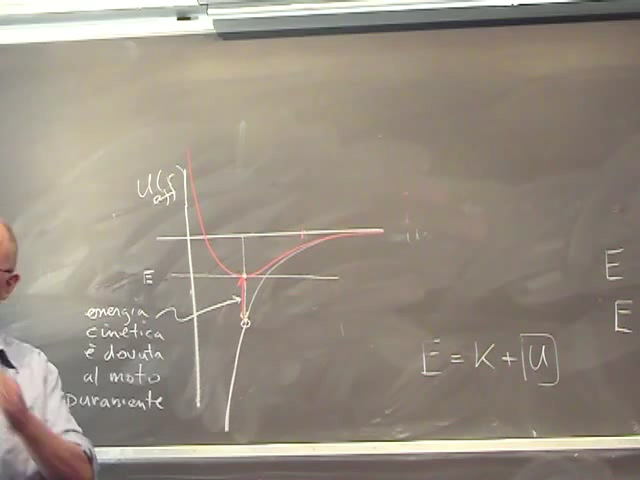 U(r)
eff
E
energia
cinetica
è dovuta
al moto
puramente
E = K + U
E
E